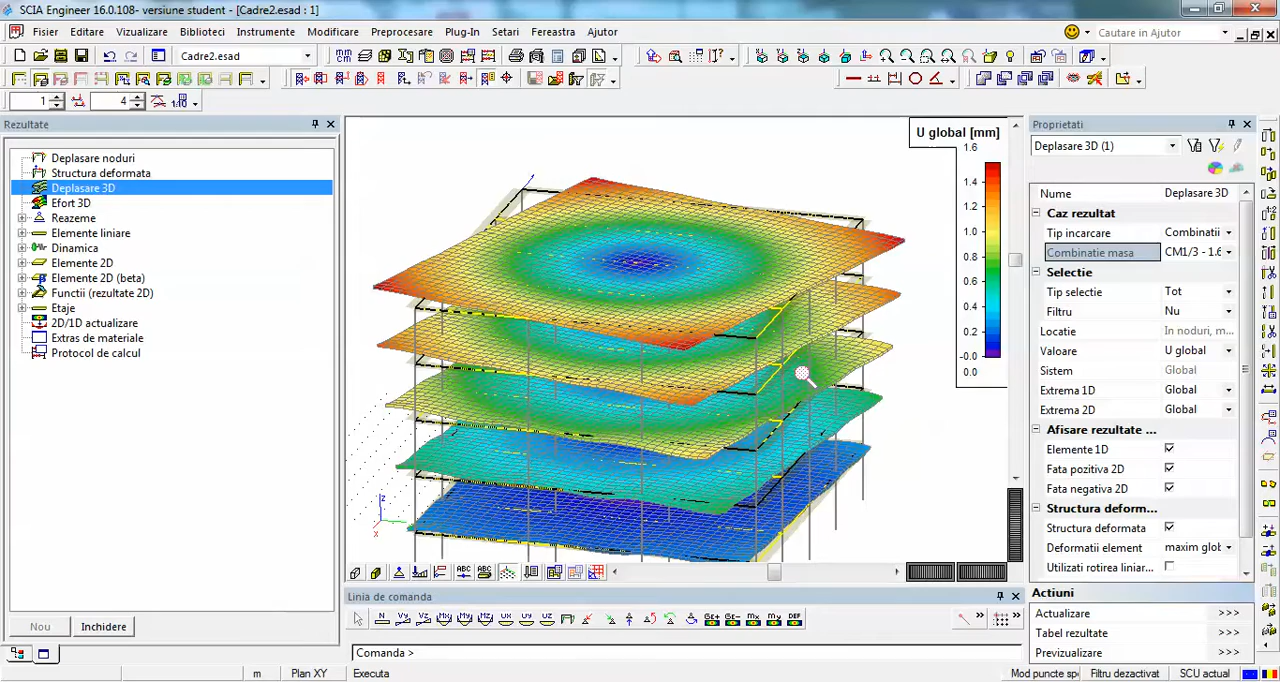 SCIA Engineer 16.0.108- versiune student - [Cadre2.esad : 1]
Fisier Editare Vizualizare Biblioteci Instrumente Modificare Preprocesare Plug-In Setari Fereastra Ajutor
Cautare in Ajutor
Cadre2.esad
1 4
Rezultate
Deplasare noduri
Structura deformata
Deplasare 3D
Efort 3D
Reazeme
Elemente liniare
Dinamica
Elemente 2D
Elemente 2D (beta)
Functii (rezultate 2D)
Etaje
2D/1D actualizare
Extras de materiale
Protocol de calcul
Nou Inchidere
U global [mm]
1.6
1.4
1.2
1.0
0.8
0.6
0.4
0.2
-0.0
0.0
z
x
Linia de comanda
Comanda >
Proprietati
Deplasare 3D (1)
Nume Deplasare 3D
Caz rezultat
Tip incarcare Combinatii
Combinatie masa CM1/3 - 1.6
Selectie
Tip selectie Tot
Filtru Nu
Locatie In noduri, m...
Valoare U global
Sistem Global
Extrema 1D Global
Extrema 2D Global
Afisare rezultate ...
Elemente 1D
Fata pozitiva 2D
Fata negativa 2D
Structura deform...
Structura deformata
Deformatii element maxim glob
Utilizati rotirea liniar...
Actiuni
Actualizare >>>
Tabel rezultate >>>
Previzualizare >>>
m Plan XY Executa Mod puncte spe Filtru dezactivat SCU actual